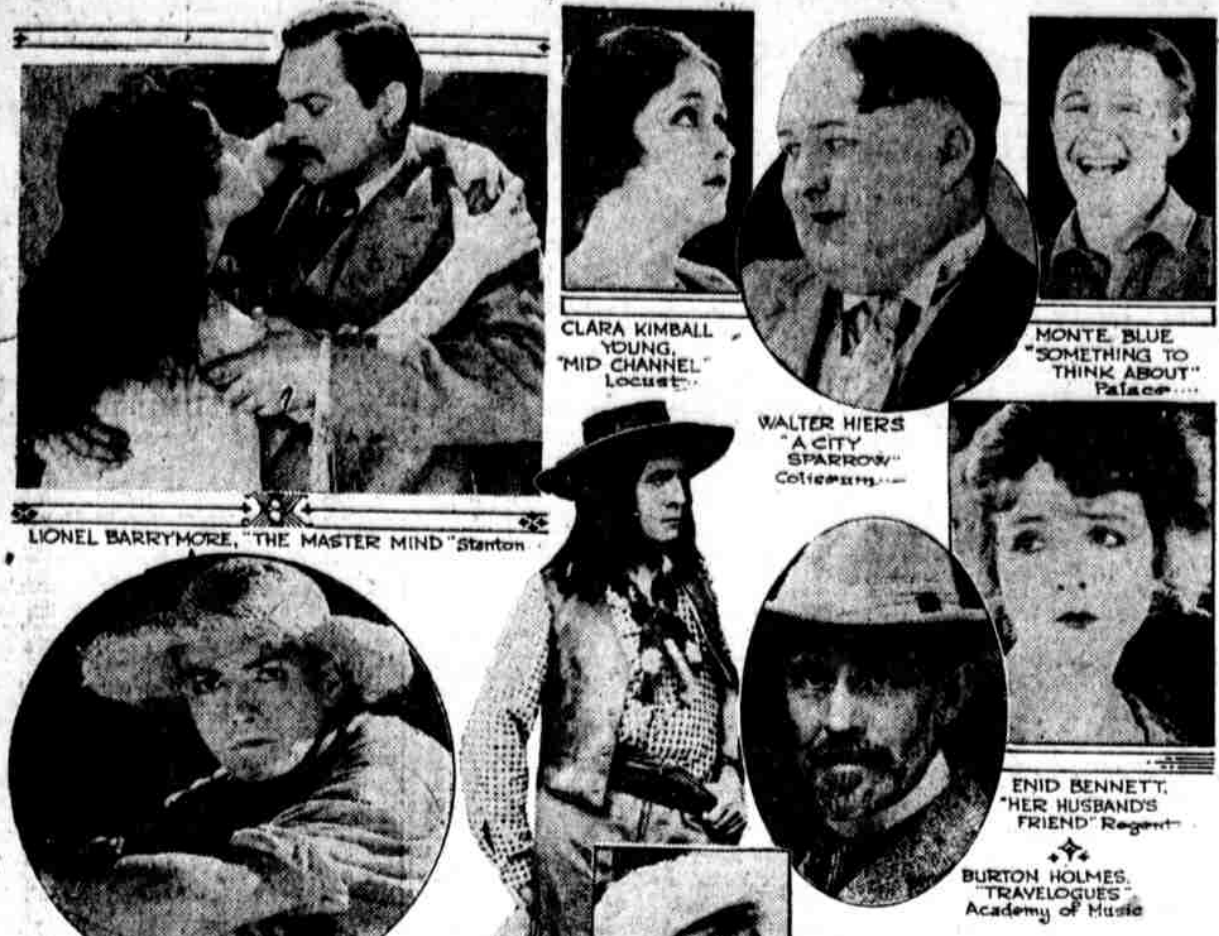 CLARA KIMBALL
YOUNG,
"MID CHANNEL"
Locust
MONTE BLUE
"SOMETHING TO
THINK ABOUT"
Palace
WALTER HIERS
"A CITY
SPARROW"
Coliseum
LIONEL BARRYMORE, "THE MASTER MIND" Stanton
ENID BENNETT,
"HER HUSBAND'S
FRIEND" Regent
BURTON HOLMES,
"TRAVELOGUES"
Academy of Music